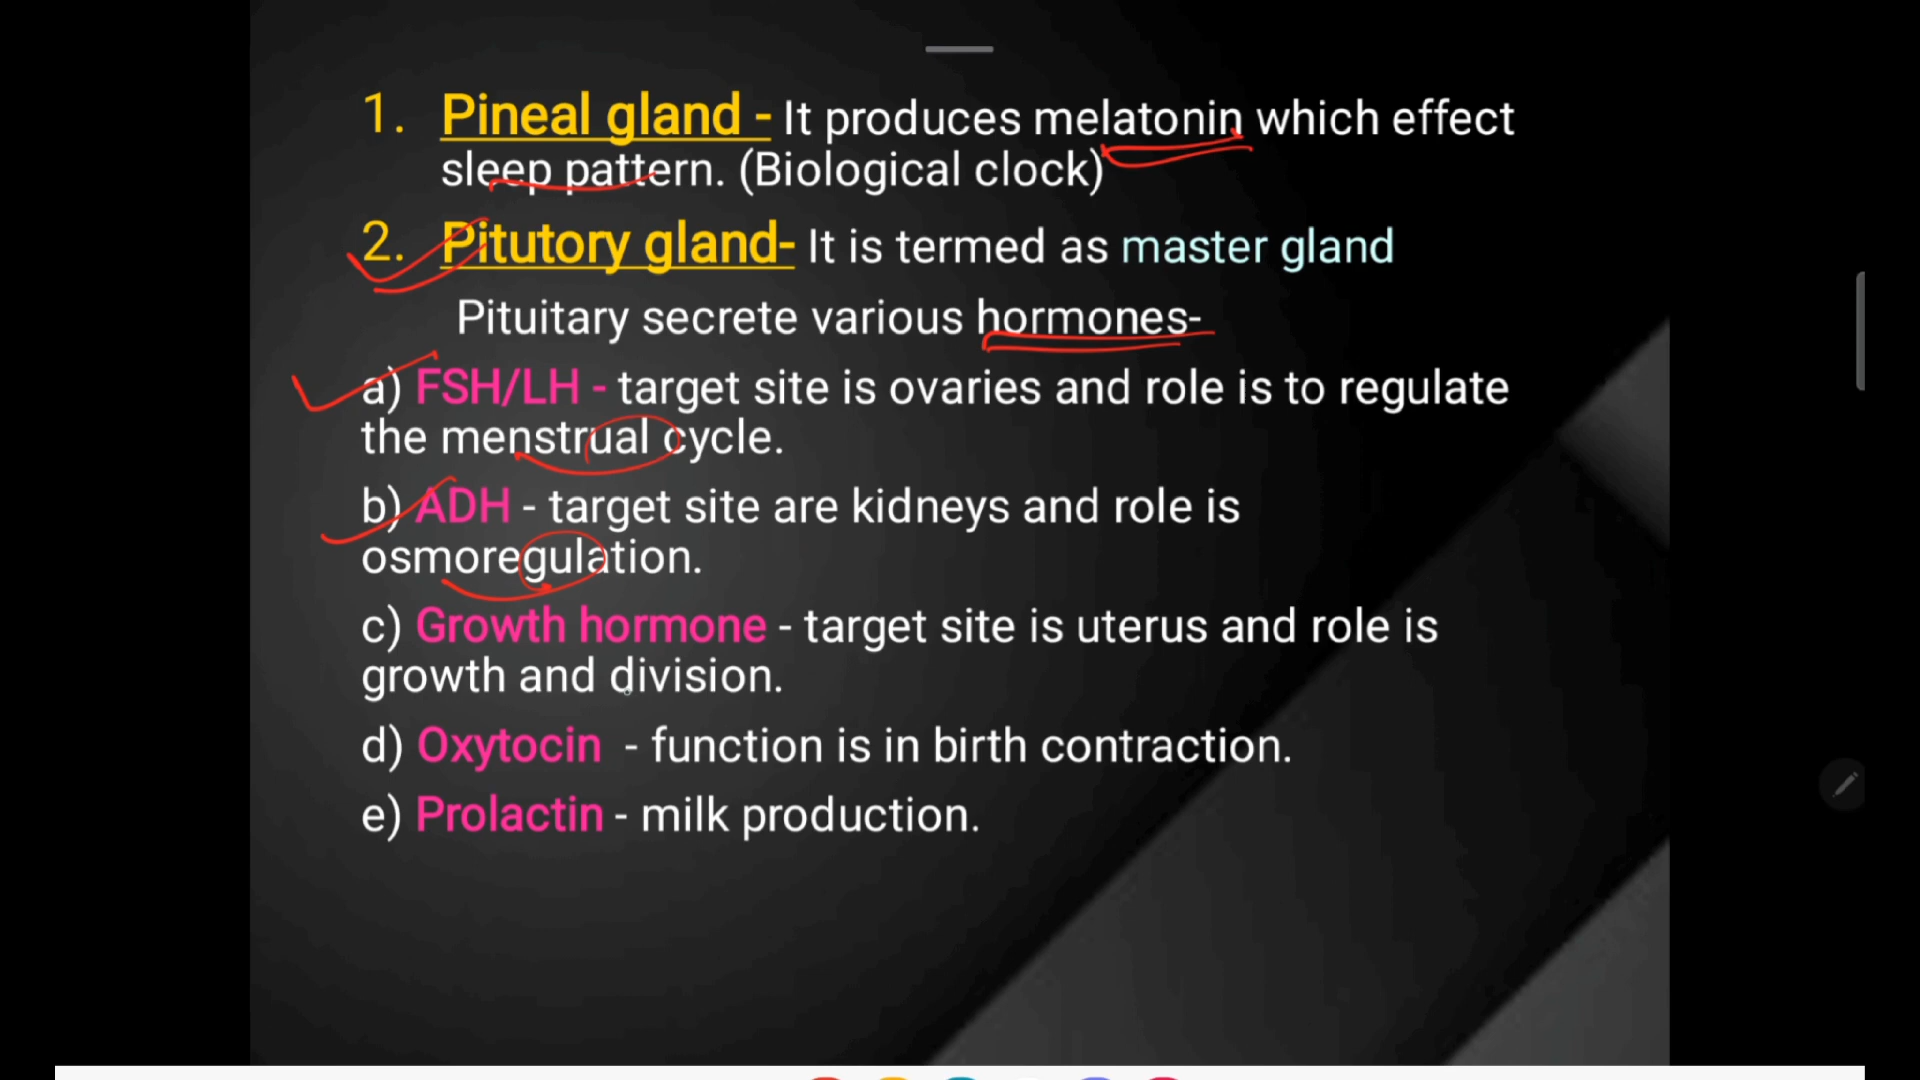 1. Pineal gland - It produces melatonin which effect
sleep pattern. (Biological clock)
2. Pitutory gland- It is termed as master gland
Pituitary secrete various hormones-
a) FSH/LH - target site is ovaries and role is to regulate
the menstrual cycle.
b) ADH - target site are kidneys and role is
osmoregulation.
c) Growth hormone - target site is uterus and role is
growth and division.
d) Oxytocin - function is in birth contraction.
e) Prolactin - milk production.